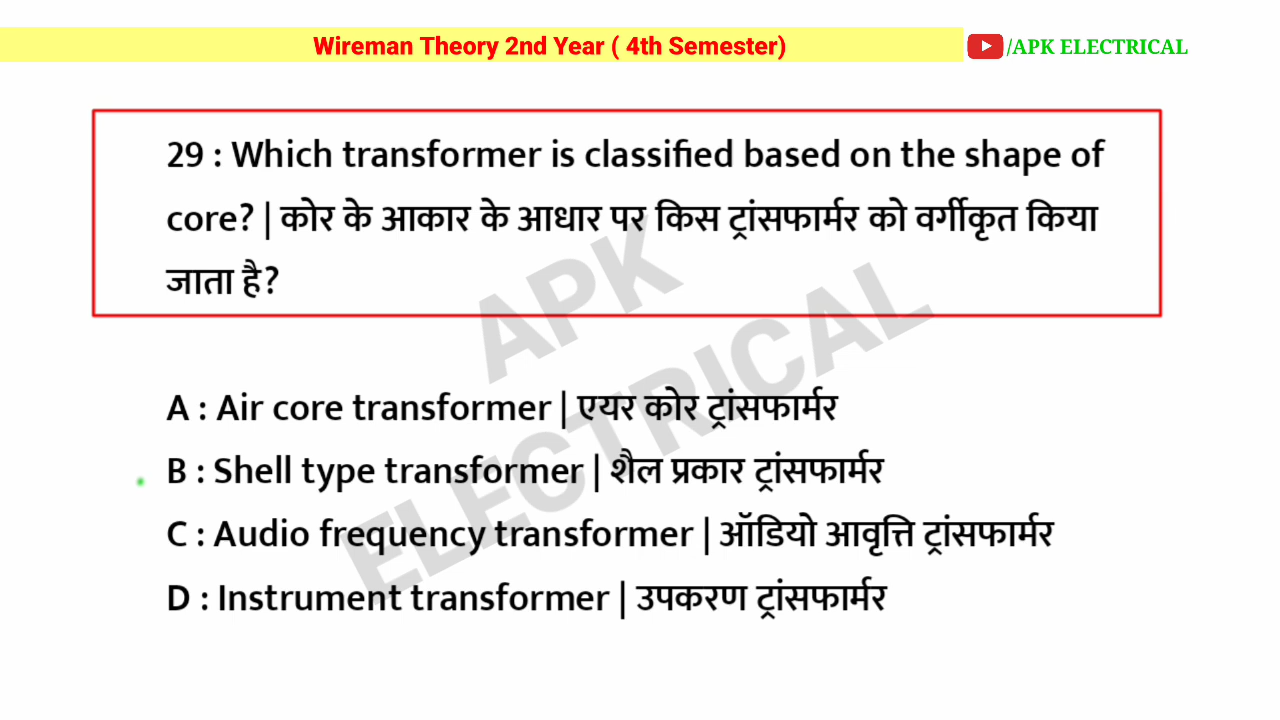 Wireman Theory 2nd Year ( 4th Semester)
/APK ELECTRICAL
29 : Which transformer is classified based on the shape of
core? | कोर के आकार के आधार पर किस ट्रांसफार्मर को वर्गीकृत किया
जाता है?
APK
ELECTRICAL
A : Air core transformer | एयर कोर ट्रांसफार्मर
B : Shell type transformer | शैल प्रकार ट्रांसफार्मर
C : Audio frequency transformer | ऑडियो आवृत्ति ट्रांसफार्मर
D : Instrument transformer | उपकरण ट्रांसफार्मर